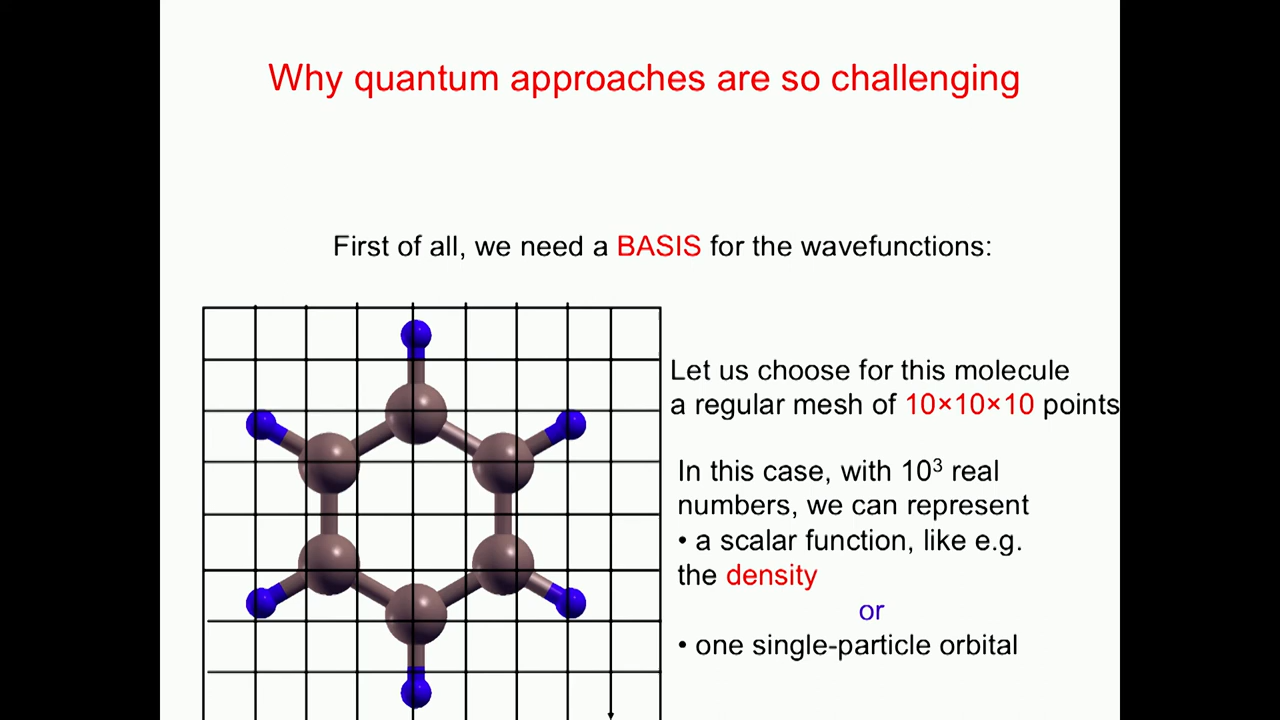 Why quantum approaches are so challenging
First of all, we need a BASIS for the wavefunctions:
Let us choose for this molecule
a regular mesh of 10×10×10 points
In this case, with 10³ real
numbers, we can represent
• a scalar function, like e.g.
the density
or
• one single-particle orbital